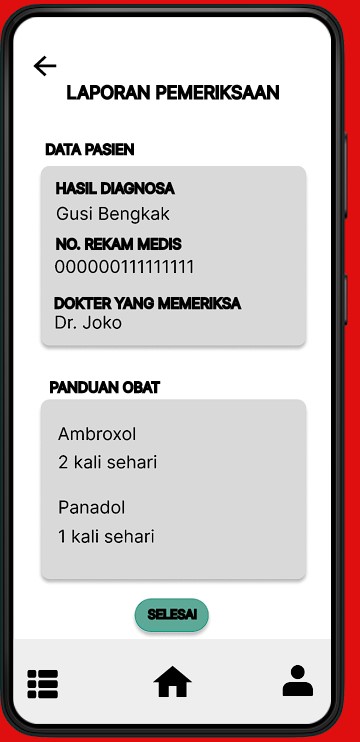 LAPORAN PEMERIKSAAN
DATA PASIEN
HASIL DIAGNOSA
Gusi Bengkak
NO. REKAM MEDIS
000000111111111
DOKTER YANG MEMERIKSA
Dr. Joko
PANDUAN OBAT
Ambroxol
2 kali sehari
Panadol
1 kali sehari
SELESAI